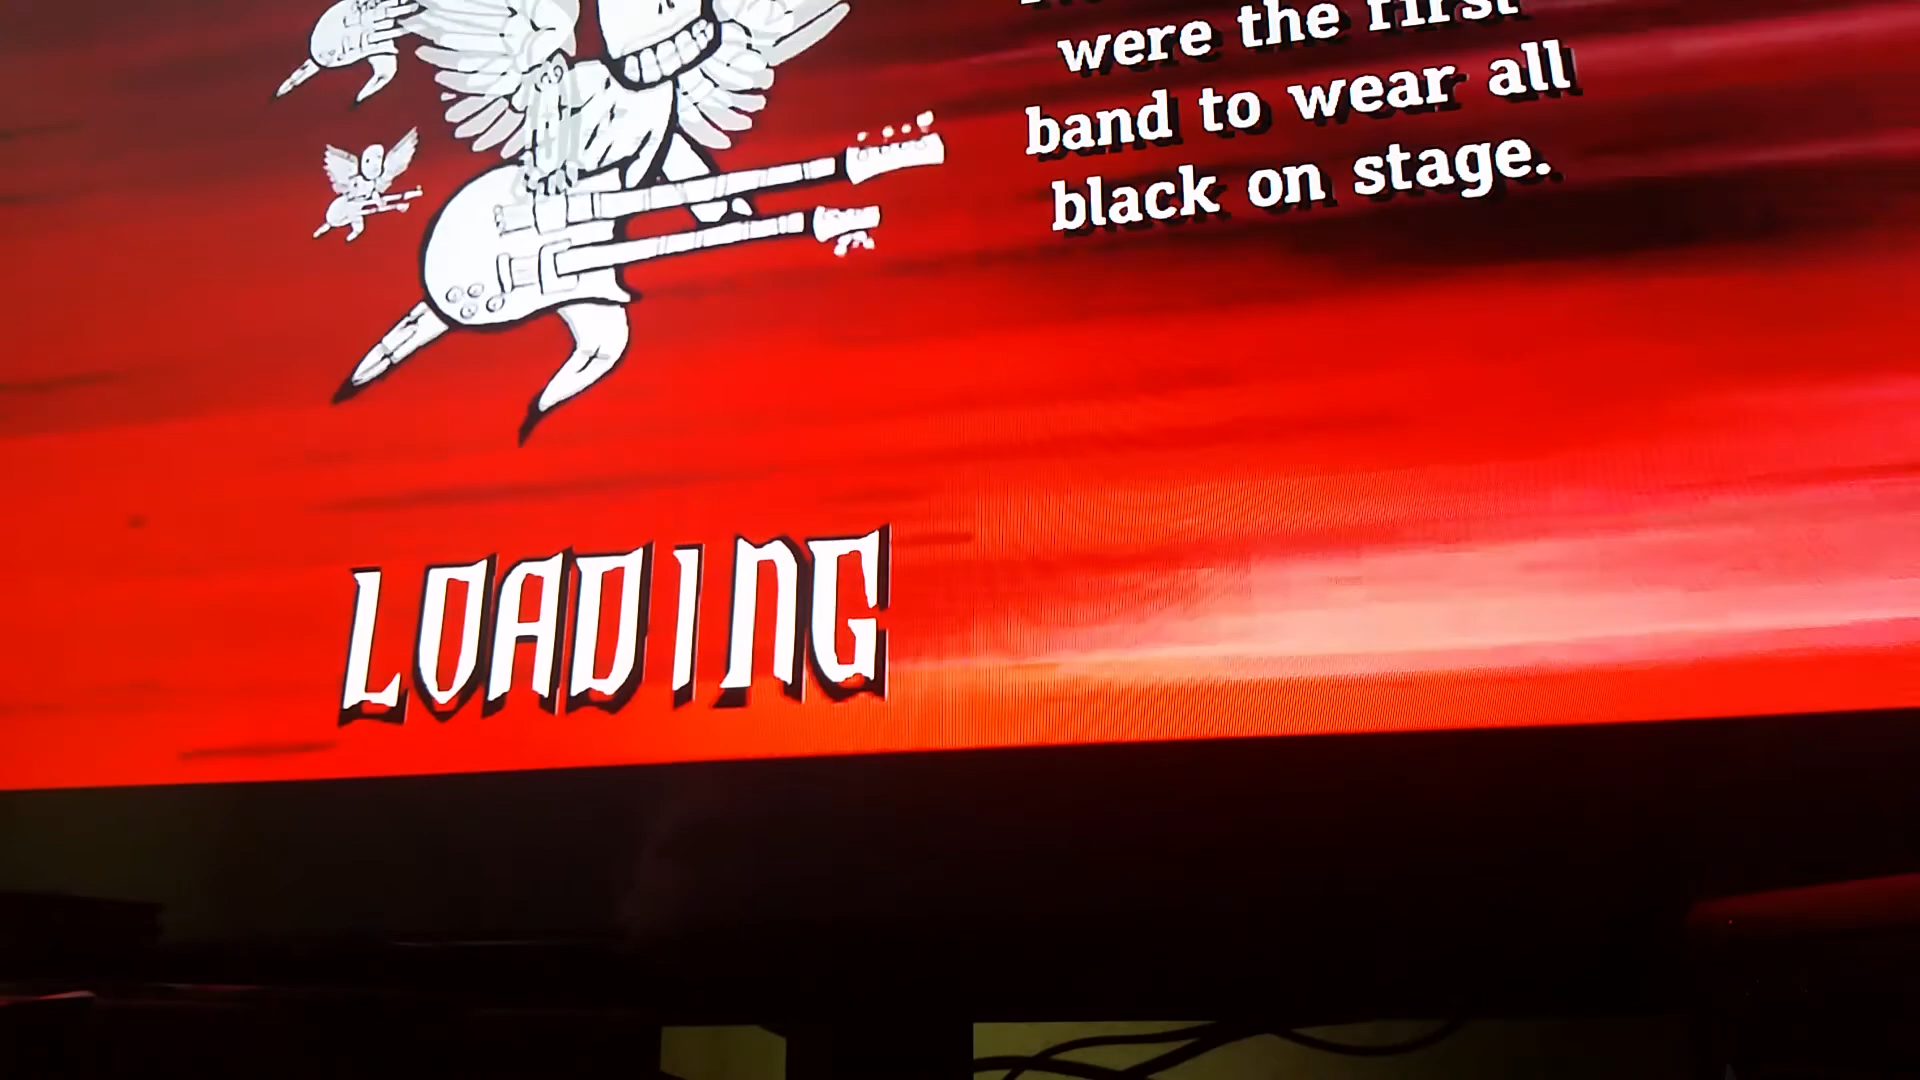 were the first
band to wear all
black on stage.
LOADING